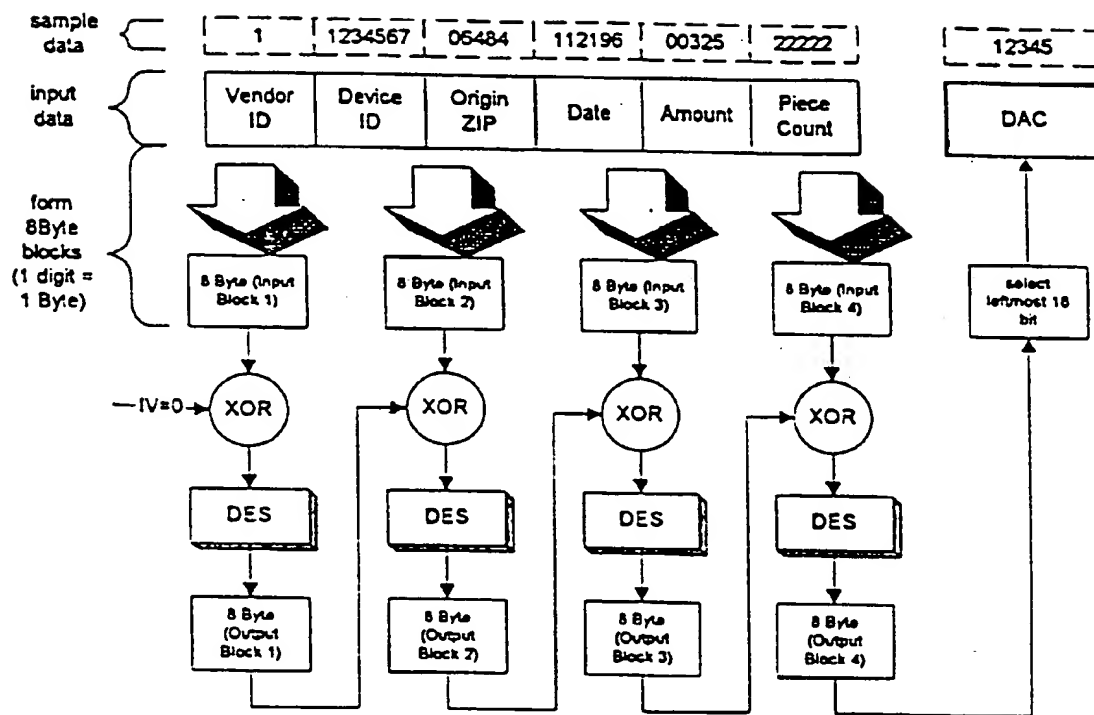 sample
data
1 1234567 06484 112196 00325 22222 12345
input
data
Vendor
ID
Device
ID
Origin
ZIP
Date
Amount
Piece
Count
DAC
form
8Byte
blocks
(1 digit =
1 Byte)
8 Byte (Input
Block 1)
8 Byte (Input
Block 2)
8 Byte (Input
Block 3)
8 Byte (Input
Block 4)
select
leftmost 16
bit
IV=0
XOR
XOR
XOR
XOR
DES
DES
DES
DES
8 Byte
(Output
Block 1)
8 Byte
(Output
Block 2)
8 Byte
(Output
Block 3)
8 Byte
(Output
Block 4)